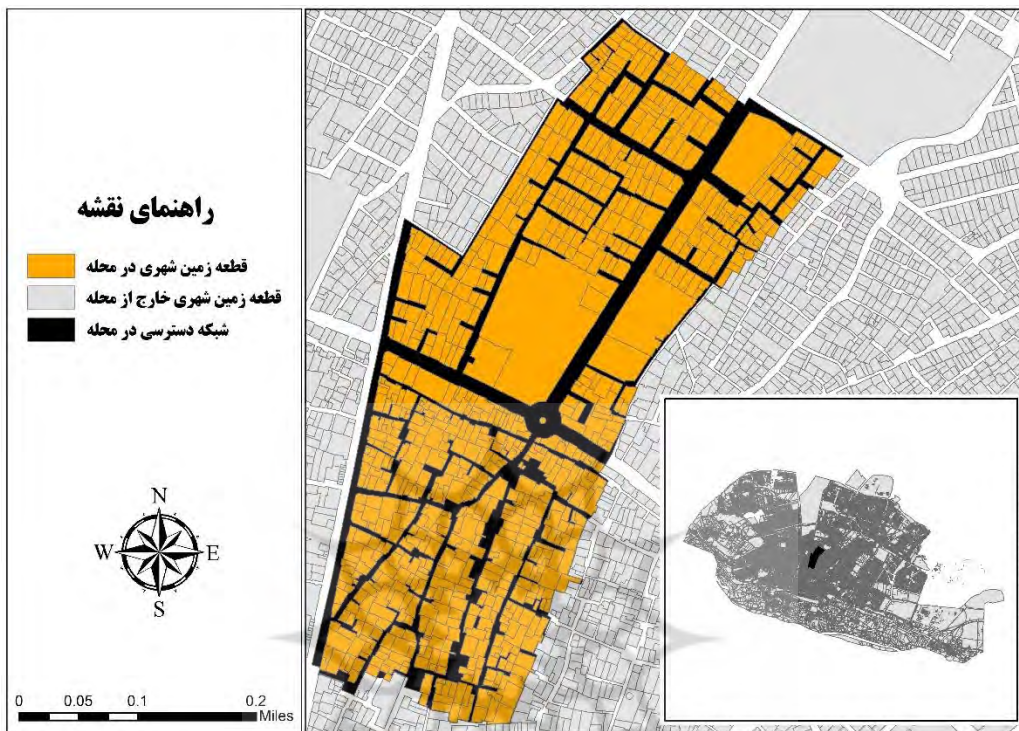 راهنمای نقشه
قطعه زمین شهری در محله
قطعه زمین شهری خارج از محله
شبکه دسترسی در محله
N
W E
S
0 0.05 0.1 0.2
Miles